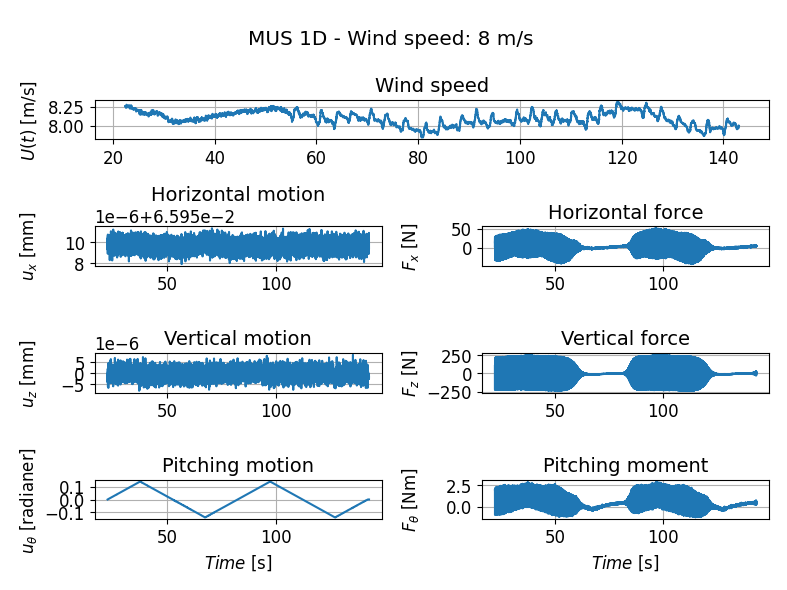 MUS 1D - Wind speed: 8 m/s
Wind speed
U(t) [m/s]
8.25
8.00
20 40 60 80 100 120 140
Horizontal motion
1e-6+6.595e-2
u_x [mm]
10
8
50 100
Horizontal force
F_x [N]
50
0
50 100
Vertical motion
1e-6
u_z [mm]
5
0
−5
50 100
Vertical force
F_z [N]
250
0
−250
50 100
Pitching motion
u_θ [radianer]
0.1
0.0
−0.1
50 100
Time [s]
Pitching moment
F_θ [Nm]
2.5
0.0
50 100
Time [s]